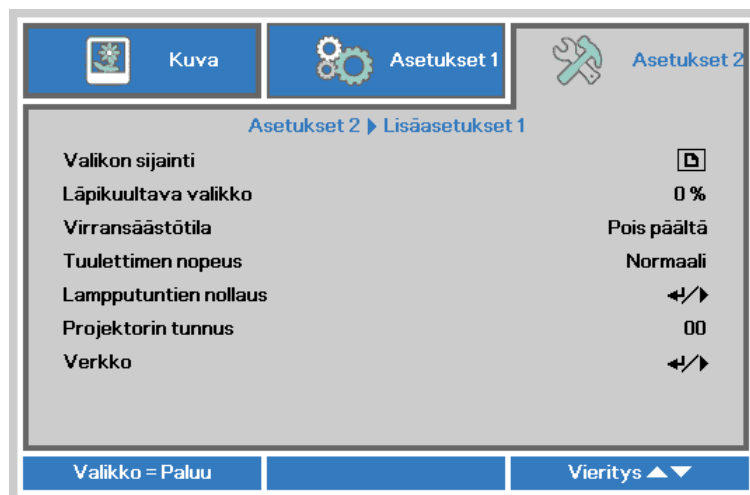 Kuva
Asetukset 1
Asetukset 2
Asetukset 2 ▶ Lisäasetukset 1
Valikon sijainti
Läpikuultava valikko 0 %
Virransäästötila Pois päältä
Tuulettimen nopeus Normaali
Lampputuntien nollaus ↵/▶
Projektorin tunnus 00
Verkko ↵/▶
Valikko = Paluu
Vieritys ▲▼